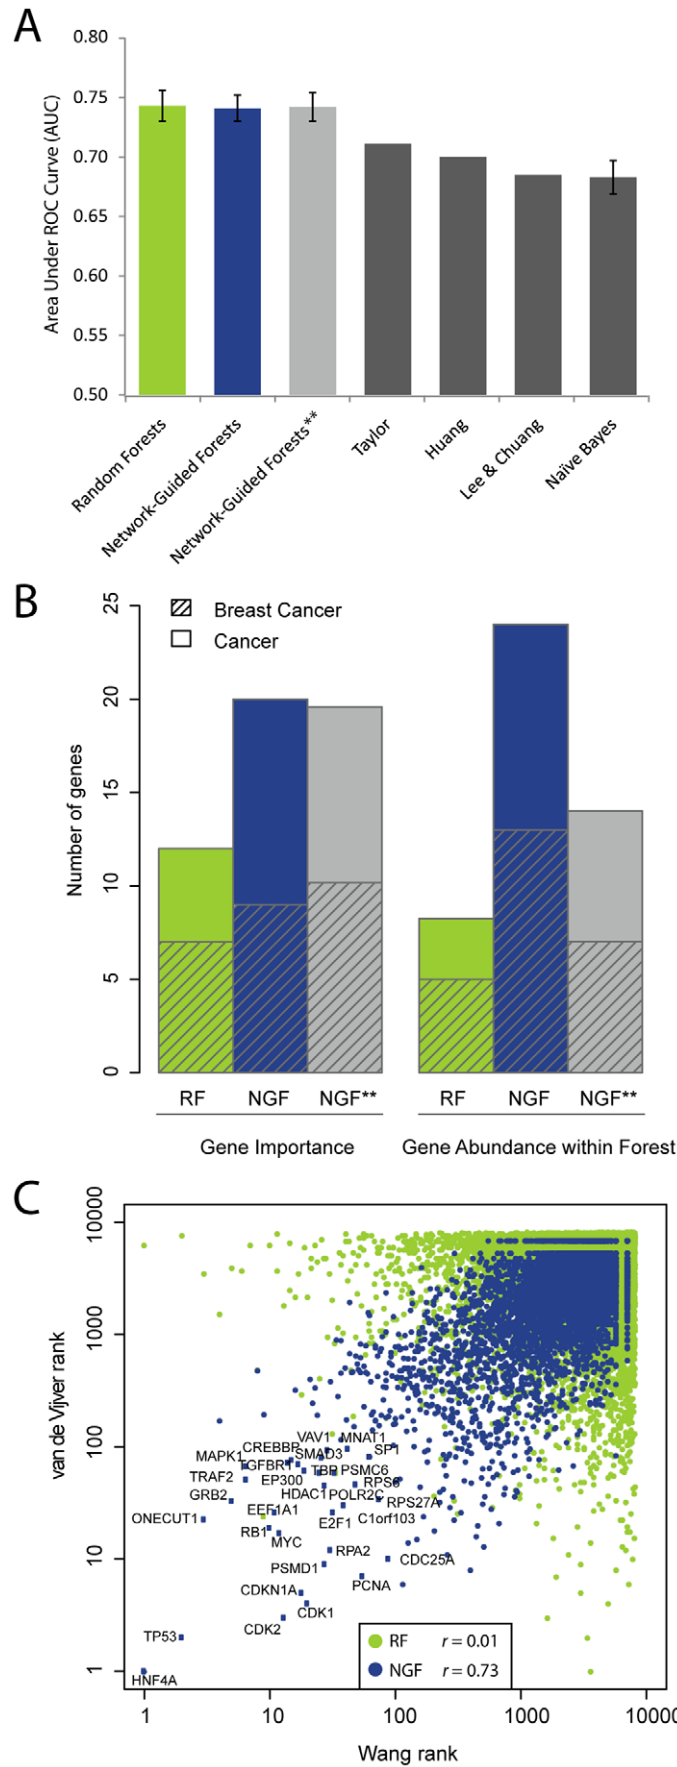 A
Area Under ROC Curve (AUC)
0.80
0.75
0.70
0.65
0.60
0.55
0.50
Random Forests
Network-Guided Forests
Network-Guided Forests**
Taylor
Huang
Lee & Chuang
Naïve Bayes
B
Number of genes
25
20
15
10
5
0
Breast Cancer
Cancer
RF NGF NGF** RF NGF NGF**
Gene Importance Gene Abundance within Forest
C
van de Vijver rank
10000
1000
100
10
1
VAV1 MNAT1
CREBBP SMAD3 SP1
MAPK1 TGFBR1 TBP PSMC6
TRAF2 EP300 RPS6
GRB2 HDAC1 POLR2C RPS27A
ONECUT1 EEF1A1 E2F1 C1orf103
RB1 MYC
RPA2 CDC25A
PSMD1
PCNA
CDKN1A
CDK1
CDK2
TP53
HNF4A
RF r = 0.01
NGF r = 0.73
1 10 100 1000 10000
Wang rank